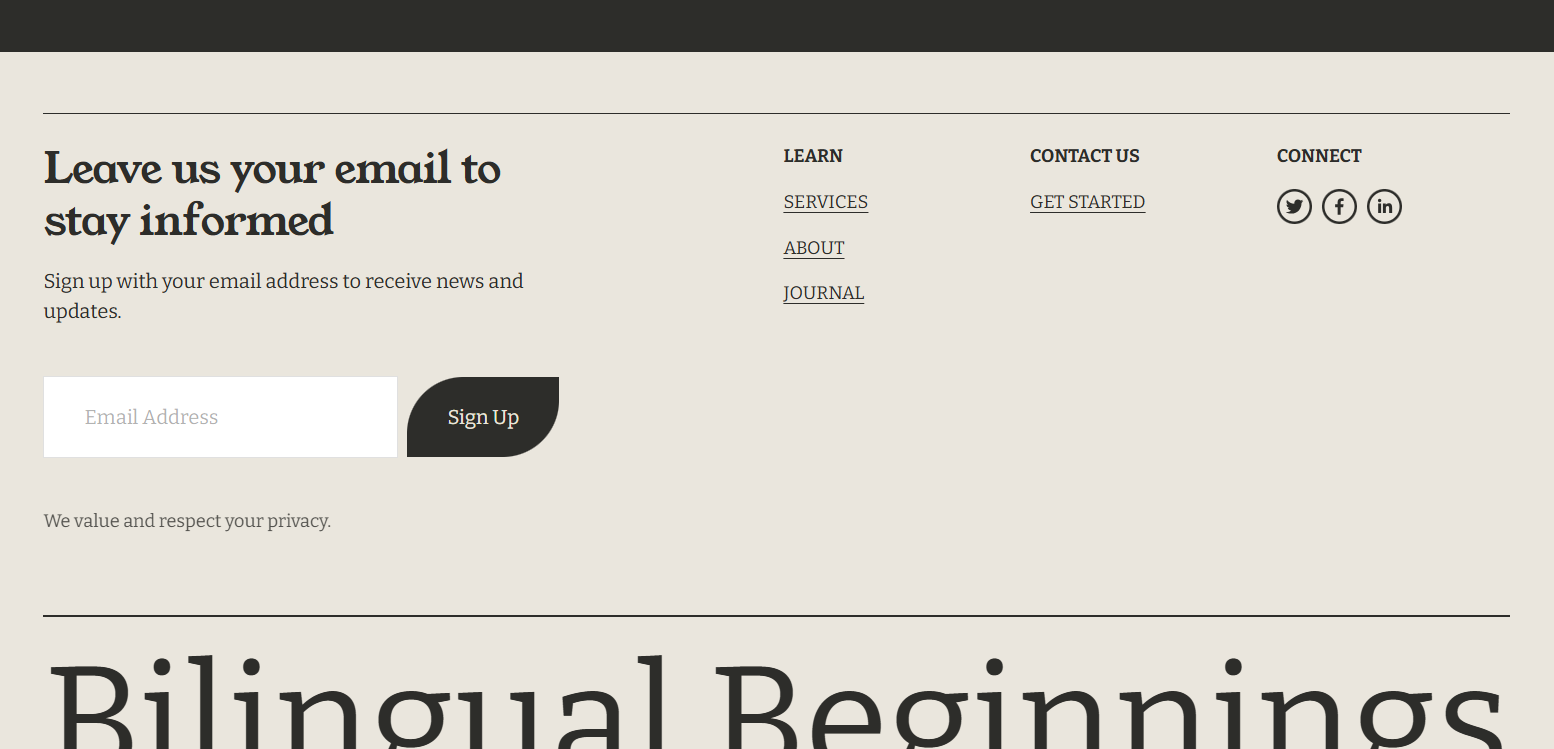 Leave us your email to
stay informed
Sign up with your email address to receive news and
updates.
Email Address
Sign Up
We value and respect your privacy.
LEARN
SERVICES
ABOUT
JOURNAL
CONTACT US
GET STARTED
CONNECT
Bilingual Beginnings